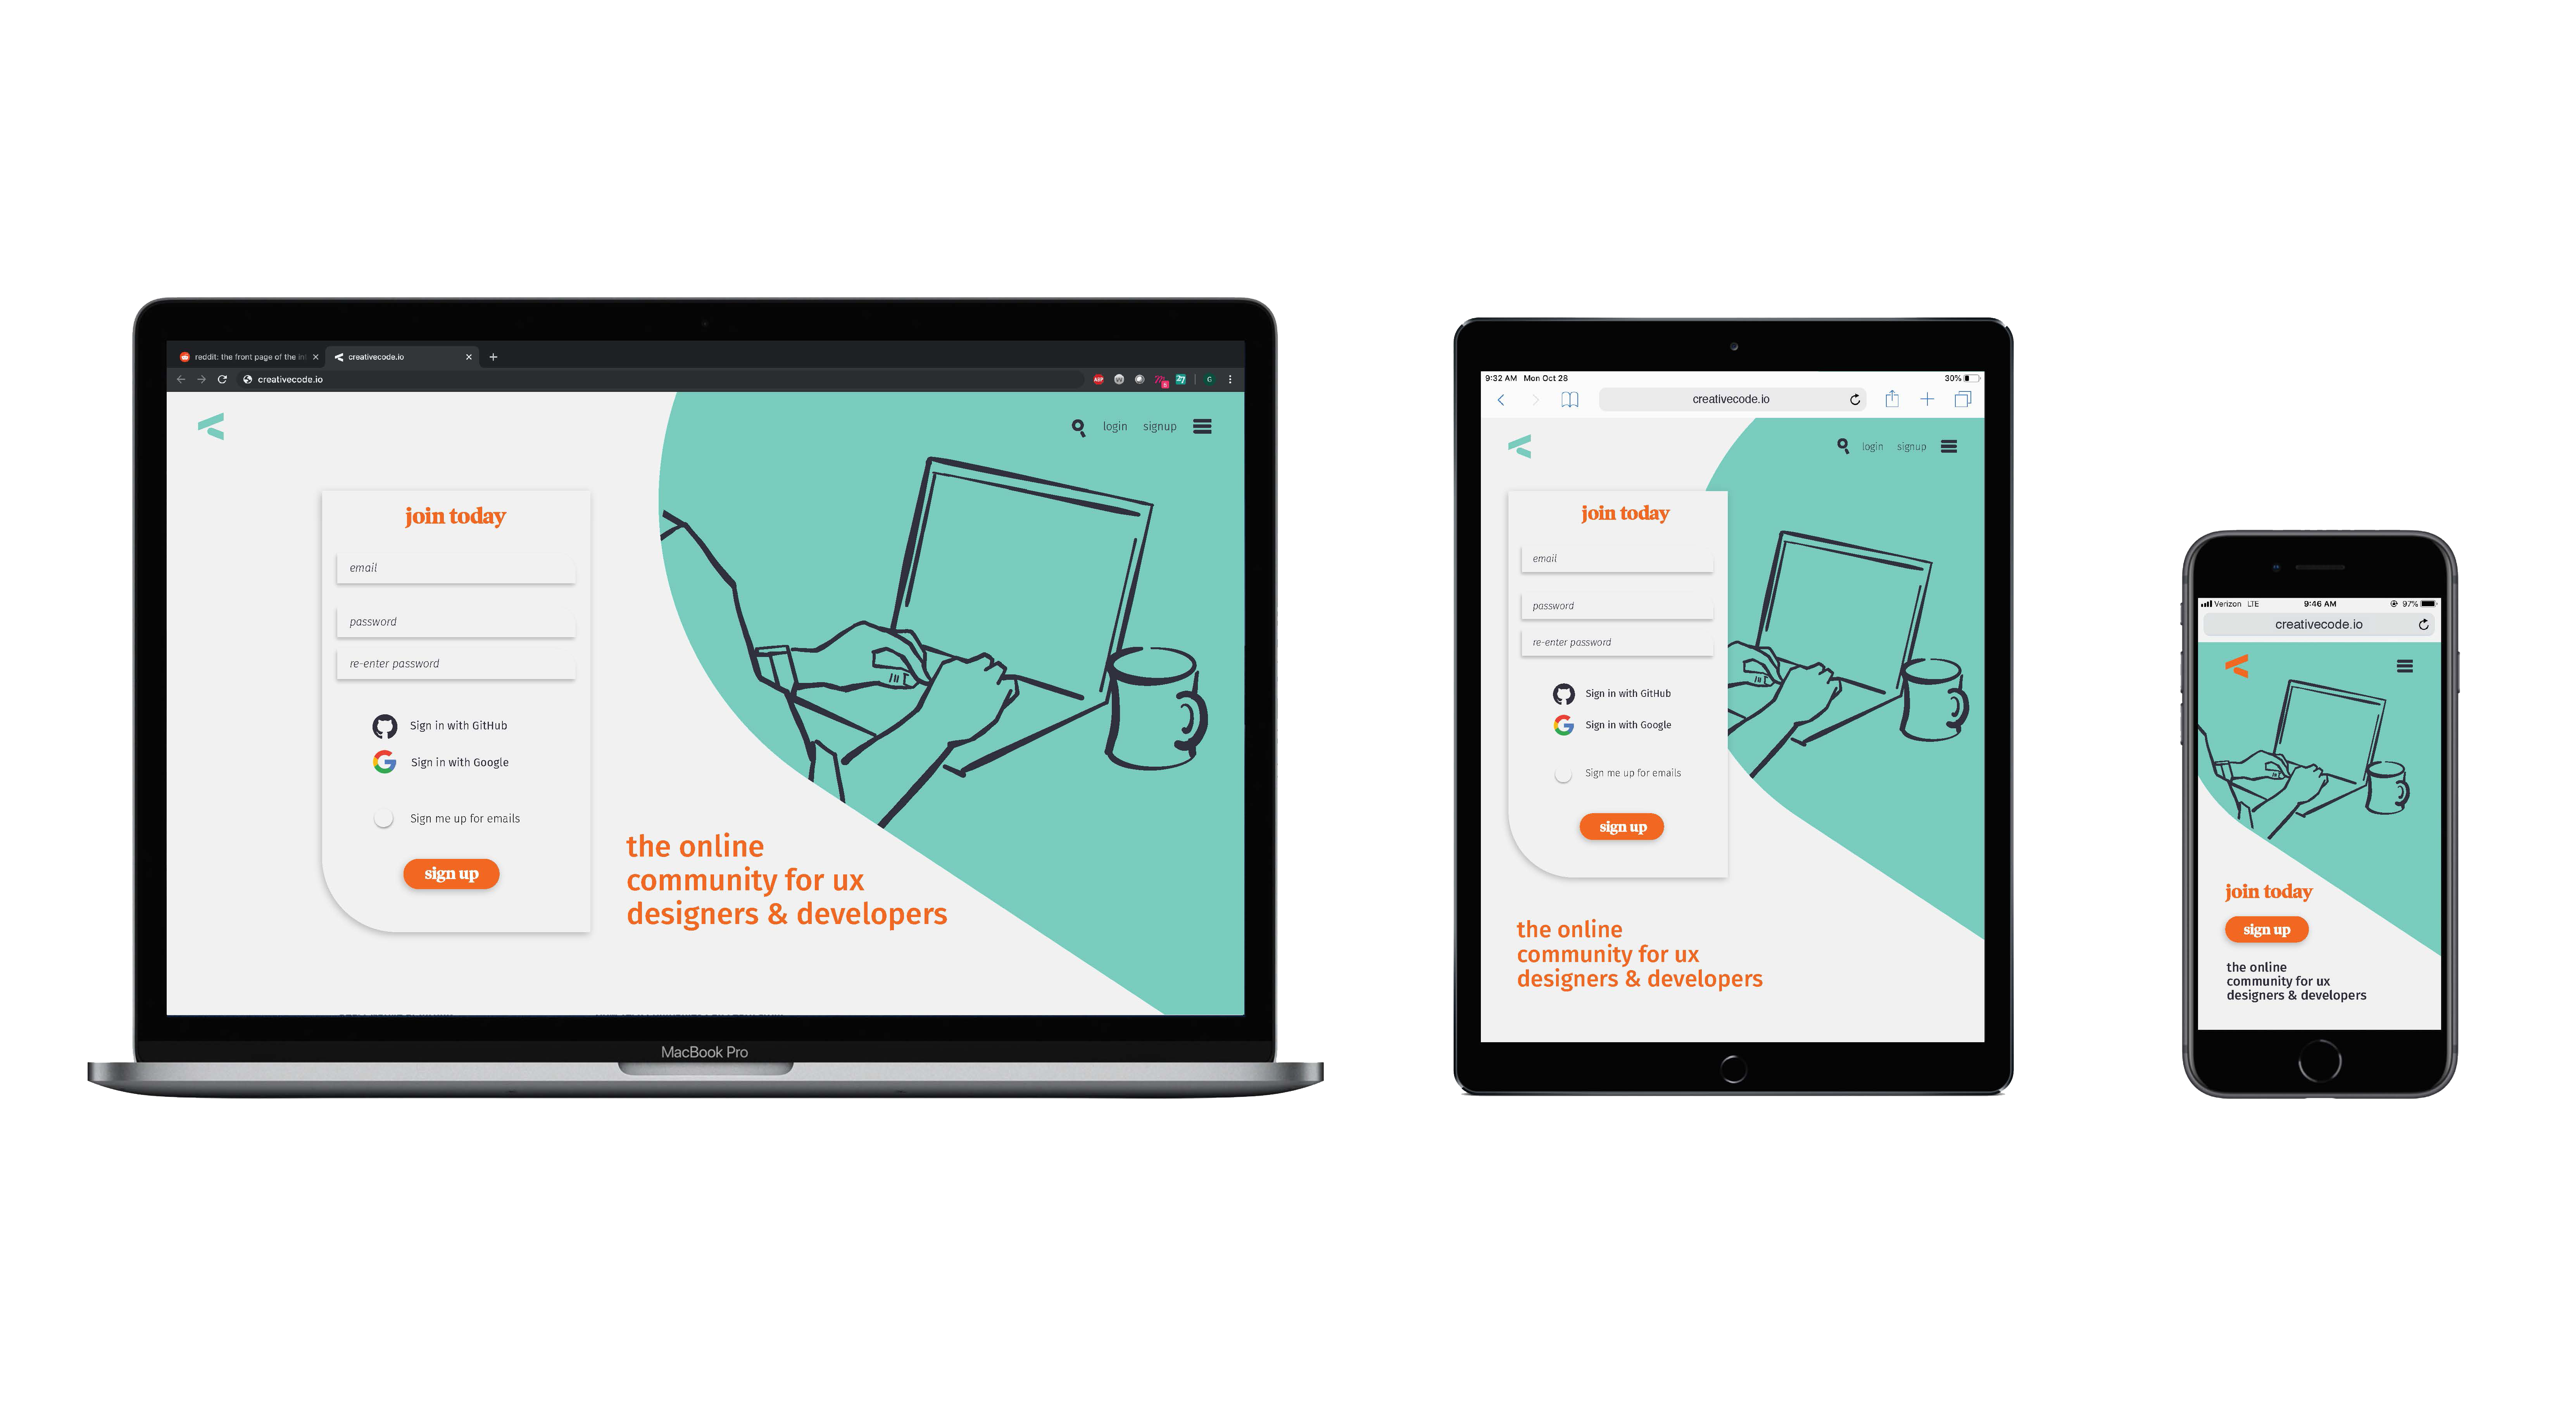 reddit: the front page of the in
creativecode.io
creativecode.io
ABP
27
G
login signup
join today
email
password
re-enter password
Sign in with GitHub
Sign in with Google
Sign me up for emails
sign up
the online
community for ux
designers & developers
MacBook Pro
9:32 AM Mon Oct 28
30%
creativecode.io
login signup
join today
email
password
re-enter password
Sign in with GitHub
Sign in with Google
Sign me up for emails
sign up
the online
community for ux
designers & developers
Verizon LTE
9:46 AM
97%
creativecode.io
join today
sign up
the online
community for ux
designers & developers